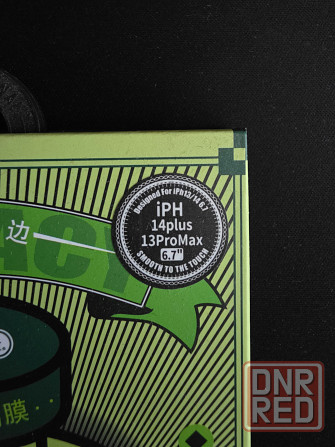 Designed For iPh13/14 6.7
iPH
14plus
13ProMax
6.7"
SMOOTH TO THE TOUCH
边
膜
DNR
RED